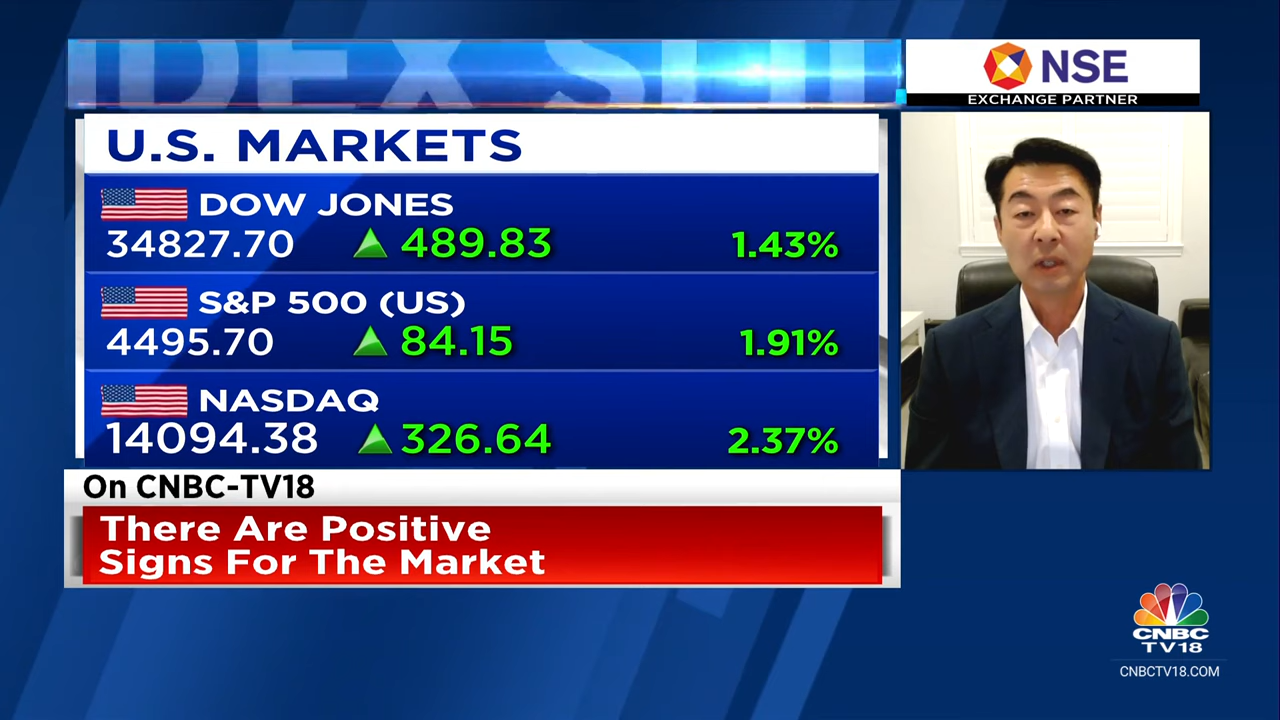 NSE
EXCHANGE PARTNER
U.S. MARKETS
DOW JONES
34827.70 ▲ 489.83 1.43%
S&P 500 (US)
4495.70 ▲ 84.15 1.91%
NASDAQ
14094.38 ▲ 326.64 2.37%
On CNBC-TV18
There Are Positive
Signs For The Market
CNBC
TV18
CNBCTV18.COM